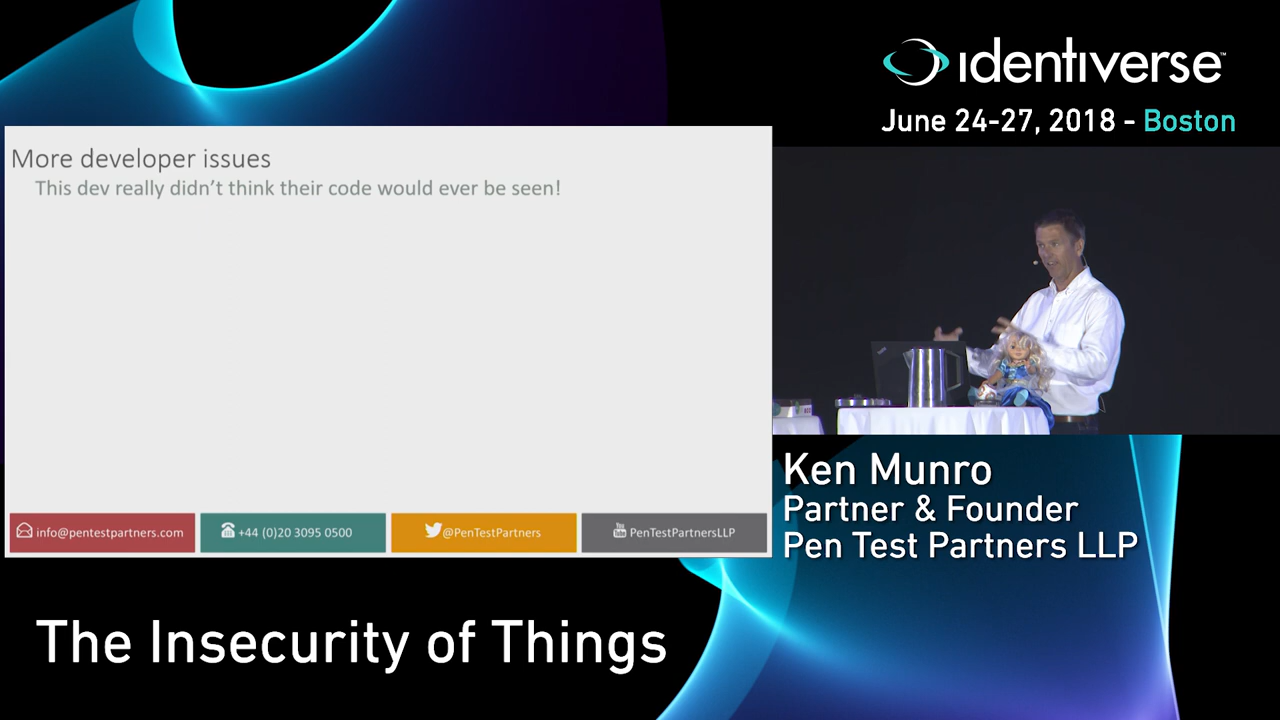 identiverse™
June 24-27, 2018 - Boston
More developer issues
This dev really didn't think their code would ever be seen!
info@pentestpartners.com
+44 (0)20 3095 0500
@PenTestPartners
PenTestPartnersLLP
Ken Munro
Partner & Founder
Pen Test Partners LLP
The Insecurity of Things